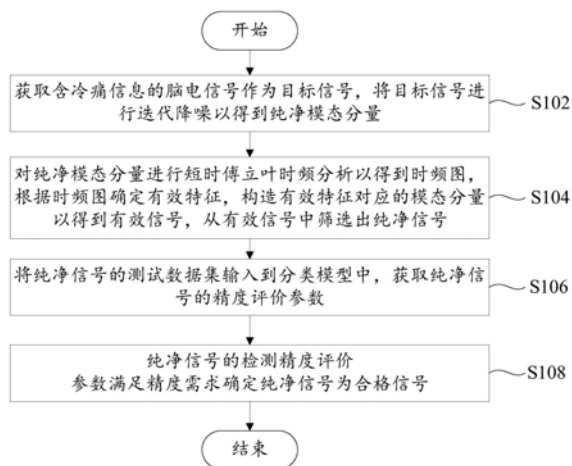 开始
获取含冷痛信息的脑电信号作为目标信号，将目标信号进
行迭代降噪以得到纯净模态分量
S102
对纯净模态分量进行短时傅立叶时频分析以得到时频图，
根据时频图确定有效特征，构造有效特征对应的模态分量
以得到有效信号，从有效信号中筛选出纯净信号
S104
将纯净信号的测试数据集输入到分类模型中，获取纯净信
号的精度评价参数
S106
纯净信号的检测精度评价
参数满足精度需求确定纯净信号为合格信号
S108
结束